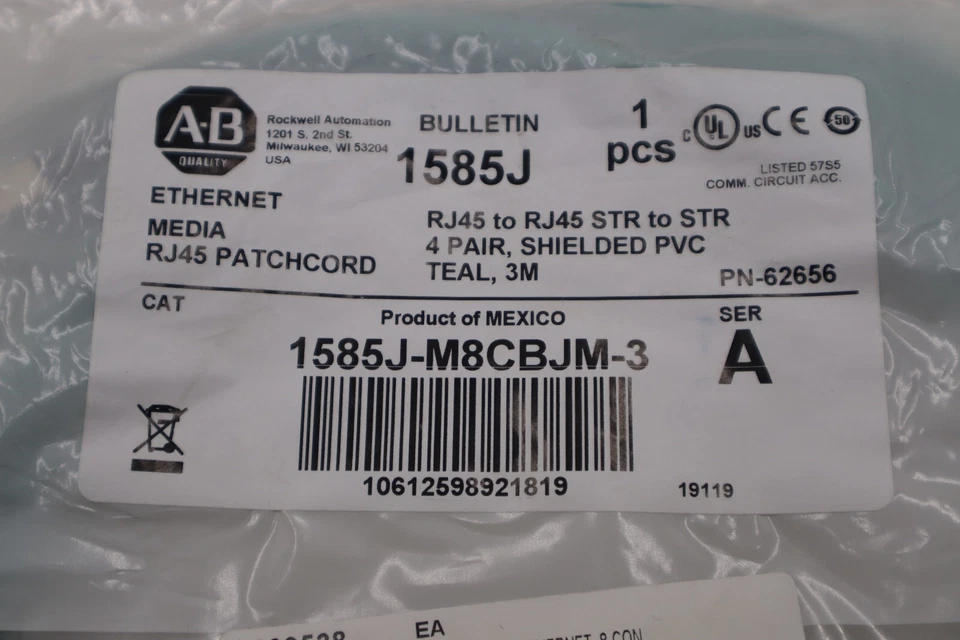 A-B
QUALITY
Rockwell Automation
1201 S. 2nd St.
Milwaukee, WI 53204
USA
BULLETIN
1585J
1
pcs
C UL US CE 50
LISTED 57S5
COMM. CIRCUIT ACC.
ETHERNET
MEDIA
RJ45 PATCHCORD
RJ45 to RJ45 STR to STR
4 PAIR, SHIELDED PVC
TEAL, 3M
PN-62656
CAT
Product of MEXICO
SER
1585J-M8CBJM-3
A
10612598921819
19119
EA
8 CON